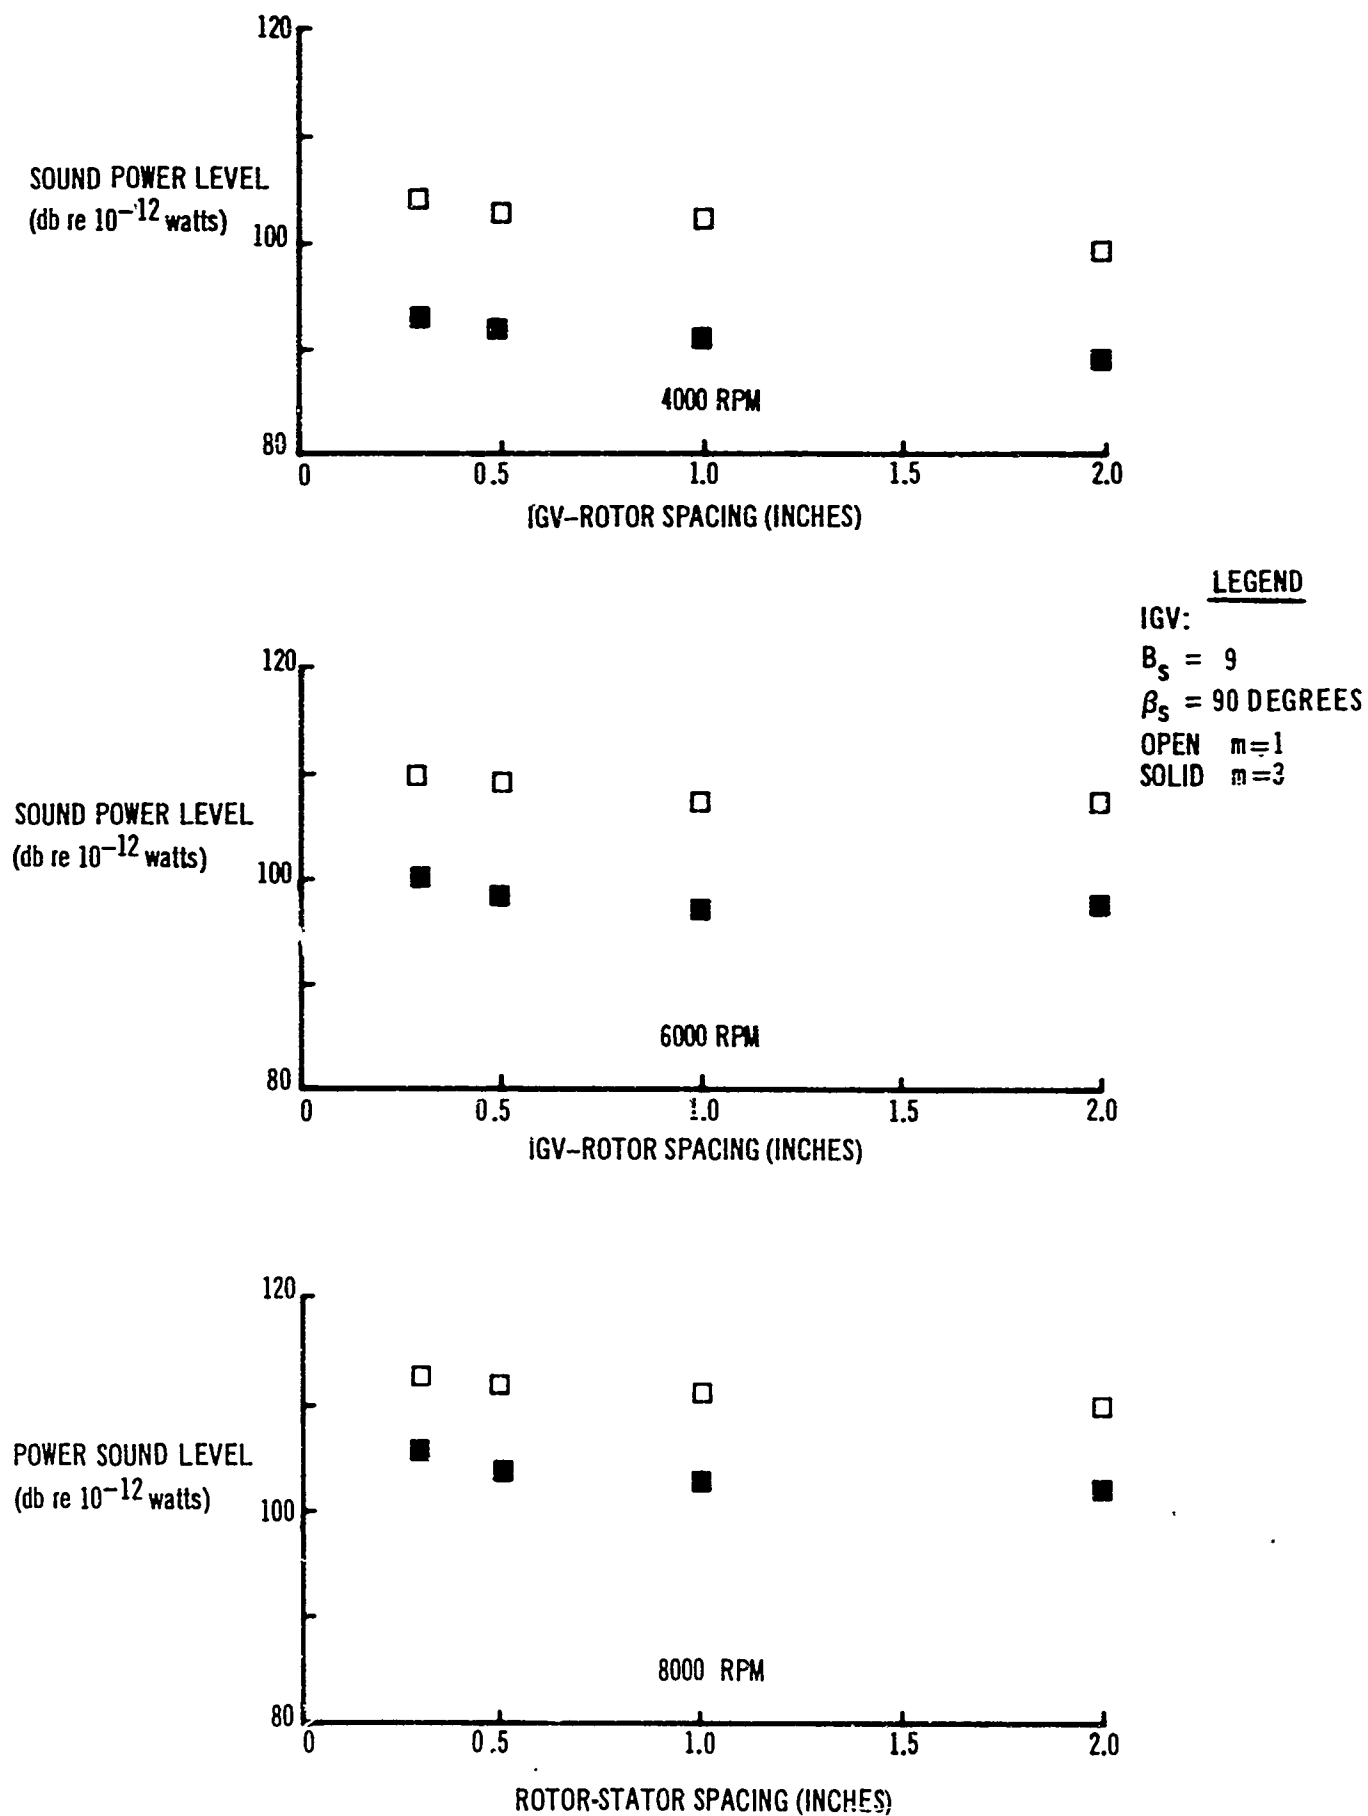 120
SOUND POWER LEVEL
(db re 10⁻¹² watts)
100
80
4000 RPM
0 0.5 1.0 1.5 2.0
IGV-ROTOR SPACING (INCHES)
LEGEND
IGV:
Bₛ = 9
βₛ = 90 DEGREES
OPEN m=1
SOLID m=3
120
SOUND POWER LEVEL
(db re 10⁻¹² watts)
100
6000 RPM
80
0 0.5 1.0 1.5 2.0
IGV-ROTOR SPACING (INCHES)
120
POWER SOUND LEVEL
(db re 10⁻¹² watts)
100
8000 RPM
80
0 0.5 1.0 1.5 2.0
ROTOR-STATOR SPACING (INCHES)